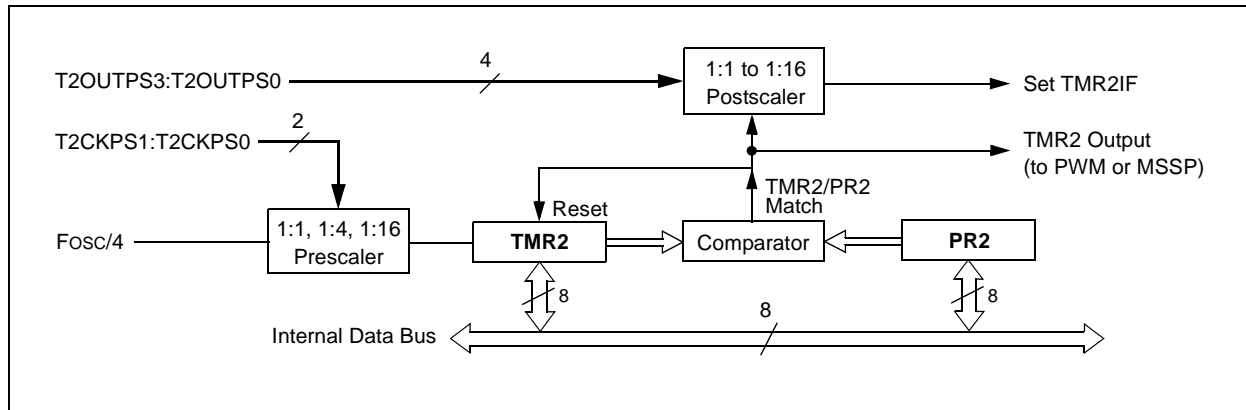 4
T2OUTPS3:T2OUTPS0
1:1 to 1:16
Postscaler
Set TMR2IF
2
T2CKPS1:T2CKPS0
TMR2 Output
(to PWM or MSSP)
TMR2/PR2
Match
Reset
FOSC/4
1:1, 1:4, 1:16
Prescaler
TMR2
Comparator
PR2
8
8
8
Internal Data Bus